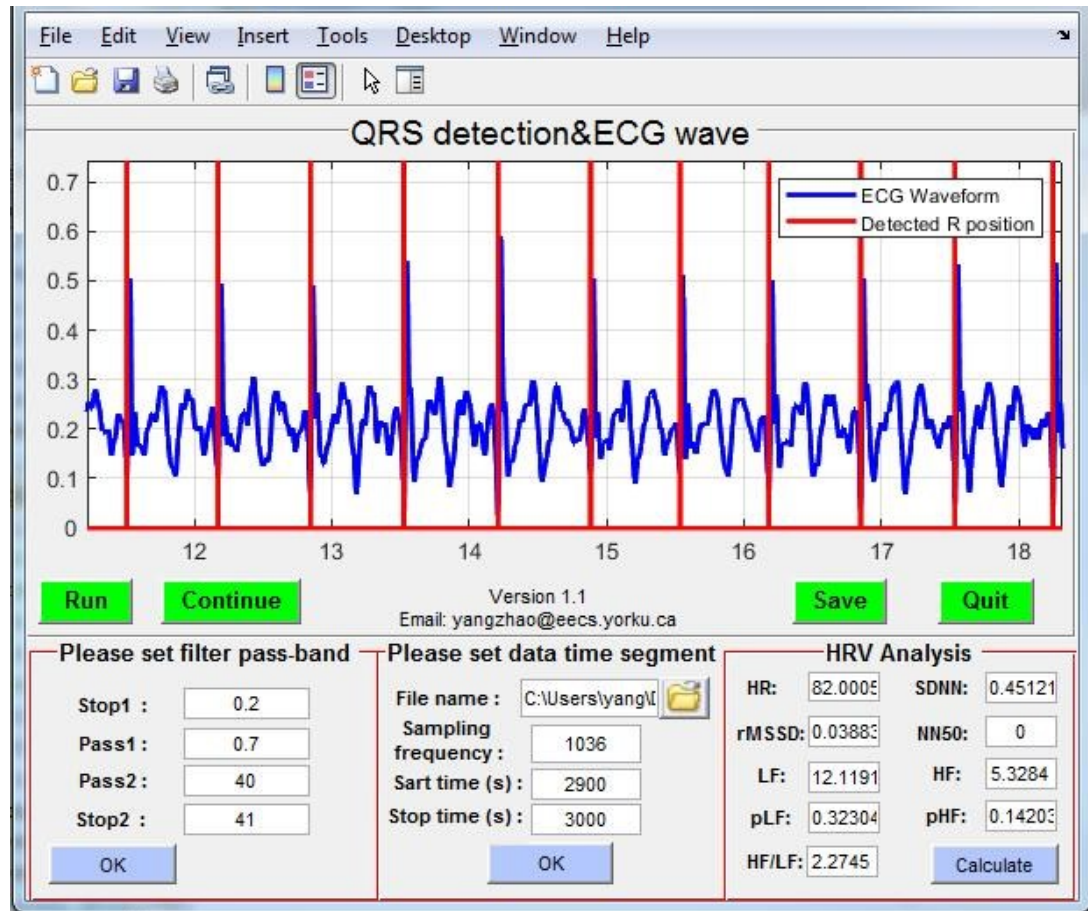 File Edit View Insert Tools Desktop Window Help
QRS detection&ECG wave
ECG Waveform
Detected R position
0.7
0.6
0.5
0.4
0.3
0.2
0.1
0
12 13 14 15 16 17 18
Run Continue Save Quit
Version 1.1
Email: yangzhao@eecs.yorku.ca
Please set filter pass-band
Stop1 : 0.2
Pass1 : 0.7
Pass2 : 40
Stop2 : 41
OK
Please set data time segment
File name : C:\Users\yang\
Sampling
frequency : 1036
Sart time (s) : 2900
Stop time (s) : 3000
OK
HRV Analysis
HR: 82.0005 SDNN: 0.45121
rMSSD: 0.03883 NN50: 0
LF: 12.1191 HF: 5.3284
pLF: 0.32304 pHF: 0.14203
HF/LF: 2.2745 Calculate